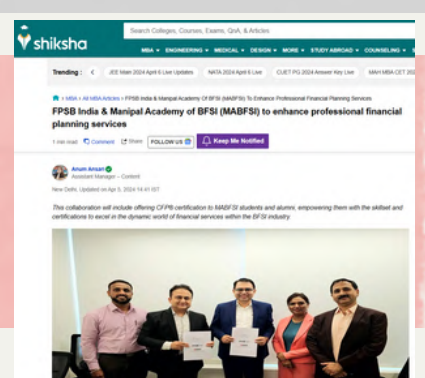 shiksha
Search Colleges, Courses, Exams, QnA, & Articles
MBA ENGINEERING MEDICAL DESIGN MORE STUDY ABROAD COUNSELING
Trending : JEE Main 2024 April 6 Live Updates NATA 2024 April 6 Live CUET PG 2024 Answer Key Live MAH MBA CET 202
> MBA > All MBA Articles > FPSB India & Manipal Academy Of BFSI (MABFSI) To Enhance Professional Financial Planning Services
FPSB India & Manipal Academy of BFSI (MABFSI) to enhance professional financial
planning services
1 min read Comment Share FOLLOW US Keep Me Notified
Anum Ansari
Assistant Manager – Content
New Delhi, Updated on Apr 5, 2024 14:41 IST
This collaboration will include offering CFP® certification to MABFSI students and alumni, empowering them with the skillset and
certifications to excel in the dynamic world of financial services within the BFSI industry.